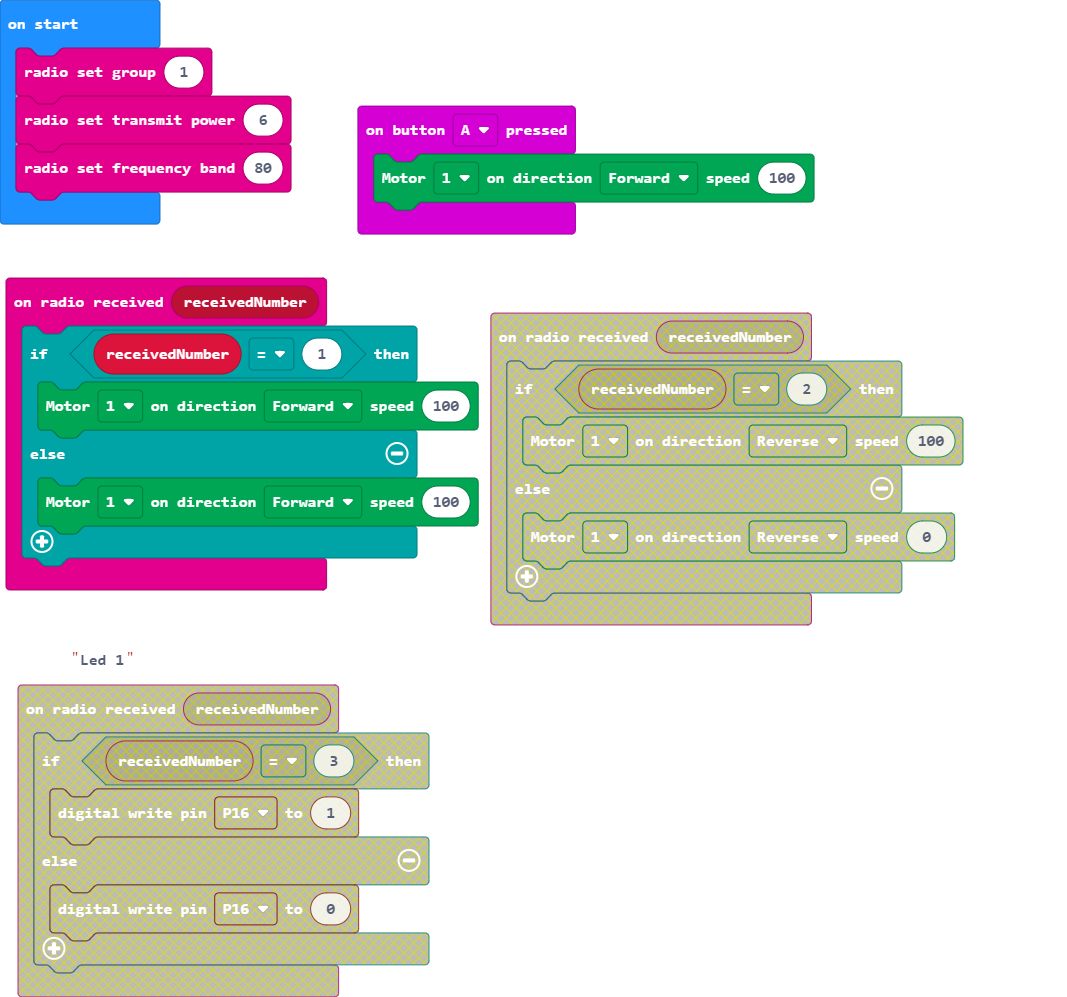 on start
radio set group 1
radio set transmit power 6
radio set frequency band 80
on button A pressed
Motor 1 on direction Forward speed 100
on radio received receivedNumber
if receivedNumber = 1 then
Motor 1 on direction Forward speed 100
else
Motor 1 on direction Forward speed 100
on radio received receivedNumber
if receivedNumber = 2 then
Motor 1 on direction Reverse speed 100
else
Motor 1 on direction Reverse speed 0
"Led 1"
on radio received receivedNumber
if receivedNumber = 3 then
digital write pin P16 to 1
else
digital write pin P16 to 0